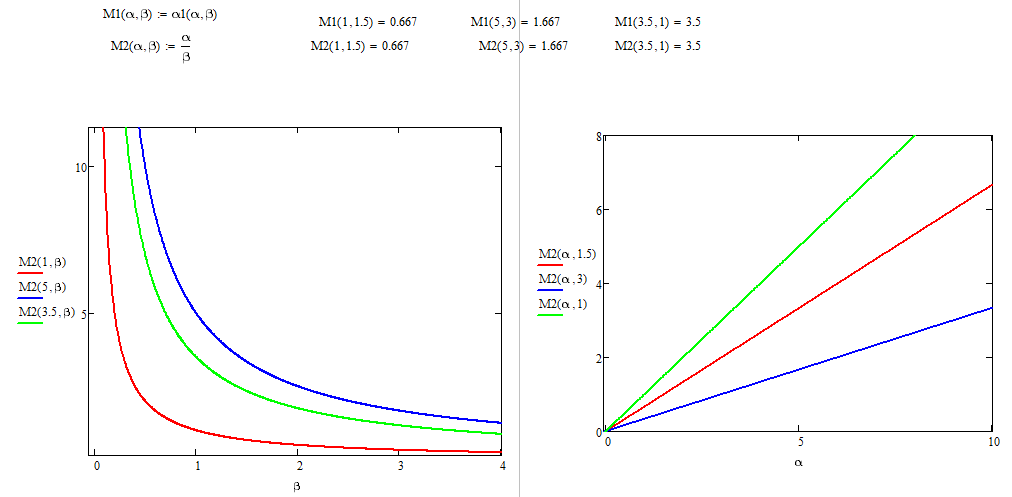 M1(α,β) := α1(α,β)
M1(1,1.5) = 0.667
M1(5,3) = 1.667
M1(3.5,1) = 3.5
M2(α,β) := α/β
M2(1,1.5) = 0.667
M2(5,3) = 1.667
M2(3.5,1) = 3.5
10
5
M2(1,β)
M2(5,β)
M2(3.5,β)
0 1 2 3 4
β
8
6
4
2
0
M2(α,1.5)
M2(α,3)
M2(α,1)
0 5 10
α